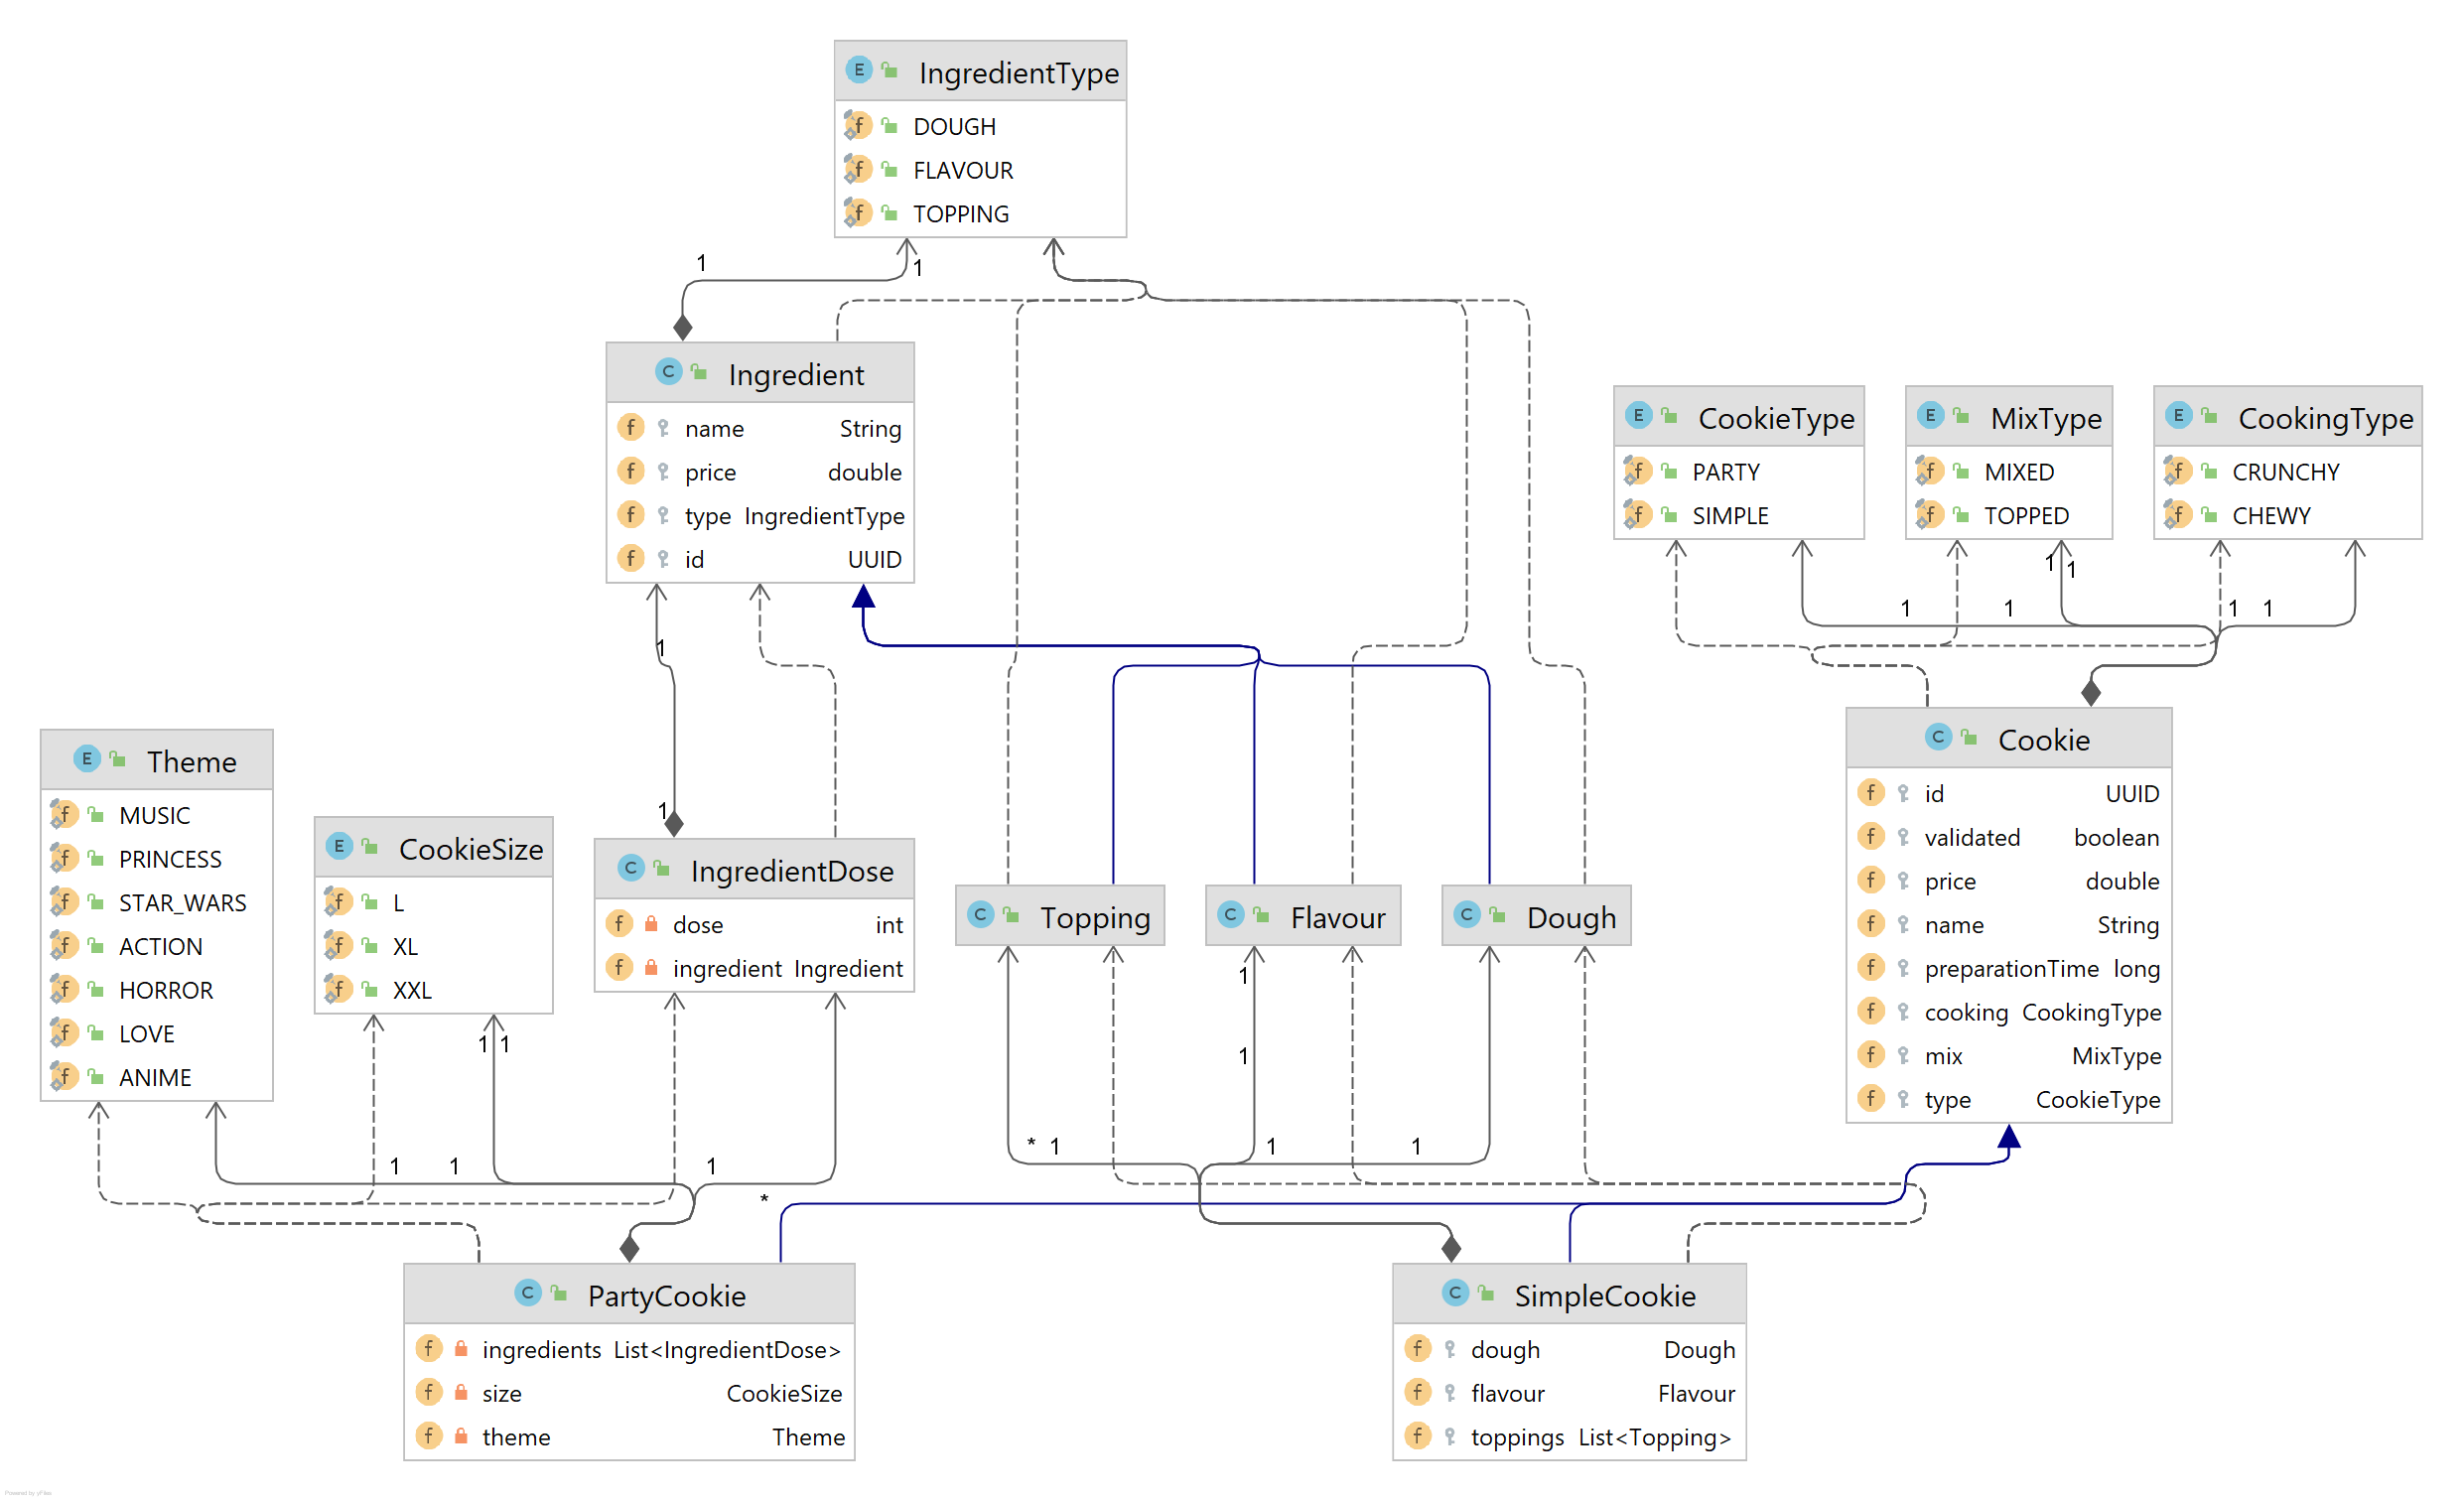 IngredientType
DOUGH
FLAVOUR
TOPPING
1
1
Ingredient
name String
price double
type IngredientType
id UUID
CookieType
PARTY
SIMPLE
MixType
MIXED
TOPPED
CookingType
CRUNCHY
CHEWY
1
1
1
1
1
1
1
1
Cookie
id UUID
validated boolean
price double
name String
preparationTime long
cooking CookingType
mix MixType
type CookieType
Theme
MUSIC
PRINCESS
STAR_WARS
ACTION
HORROR
LOVE
ANIME
CookieSize
L
XL
XXL
IngredientDose
dose int
ingredient Ingredient
Topping
Flavour
Dough
1
1
1 1
* 1
1
1
1
1
1
*
PartyCookie
ingredients List<IngredientDose>
size CookieSize
theme Theme
SimpleCookie
dough Dough
flavour Flavour
toppings List<Topping>
Powered by yFiles